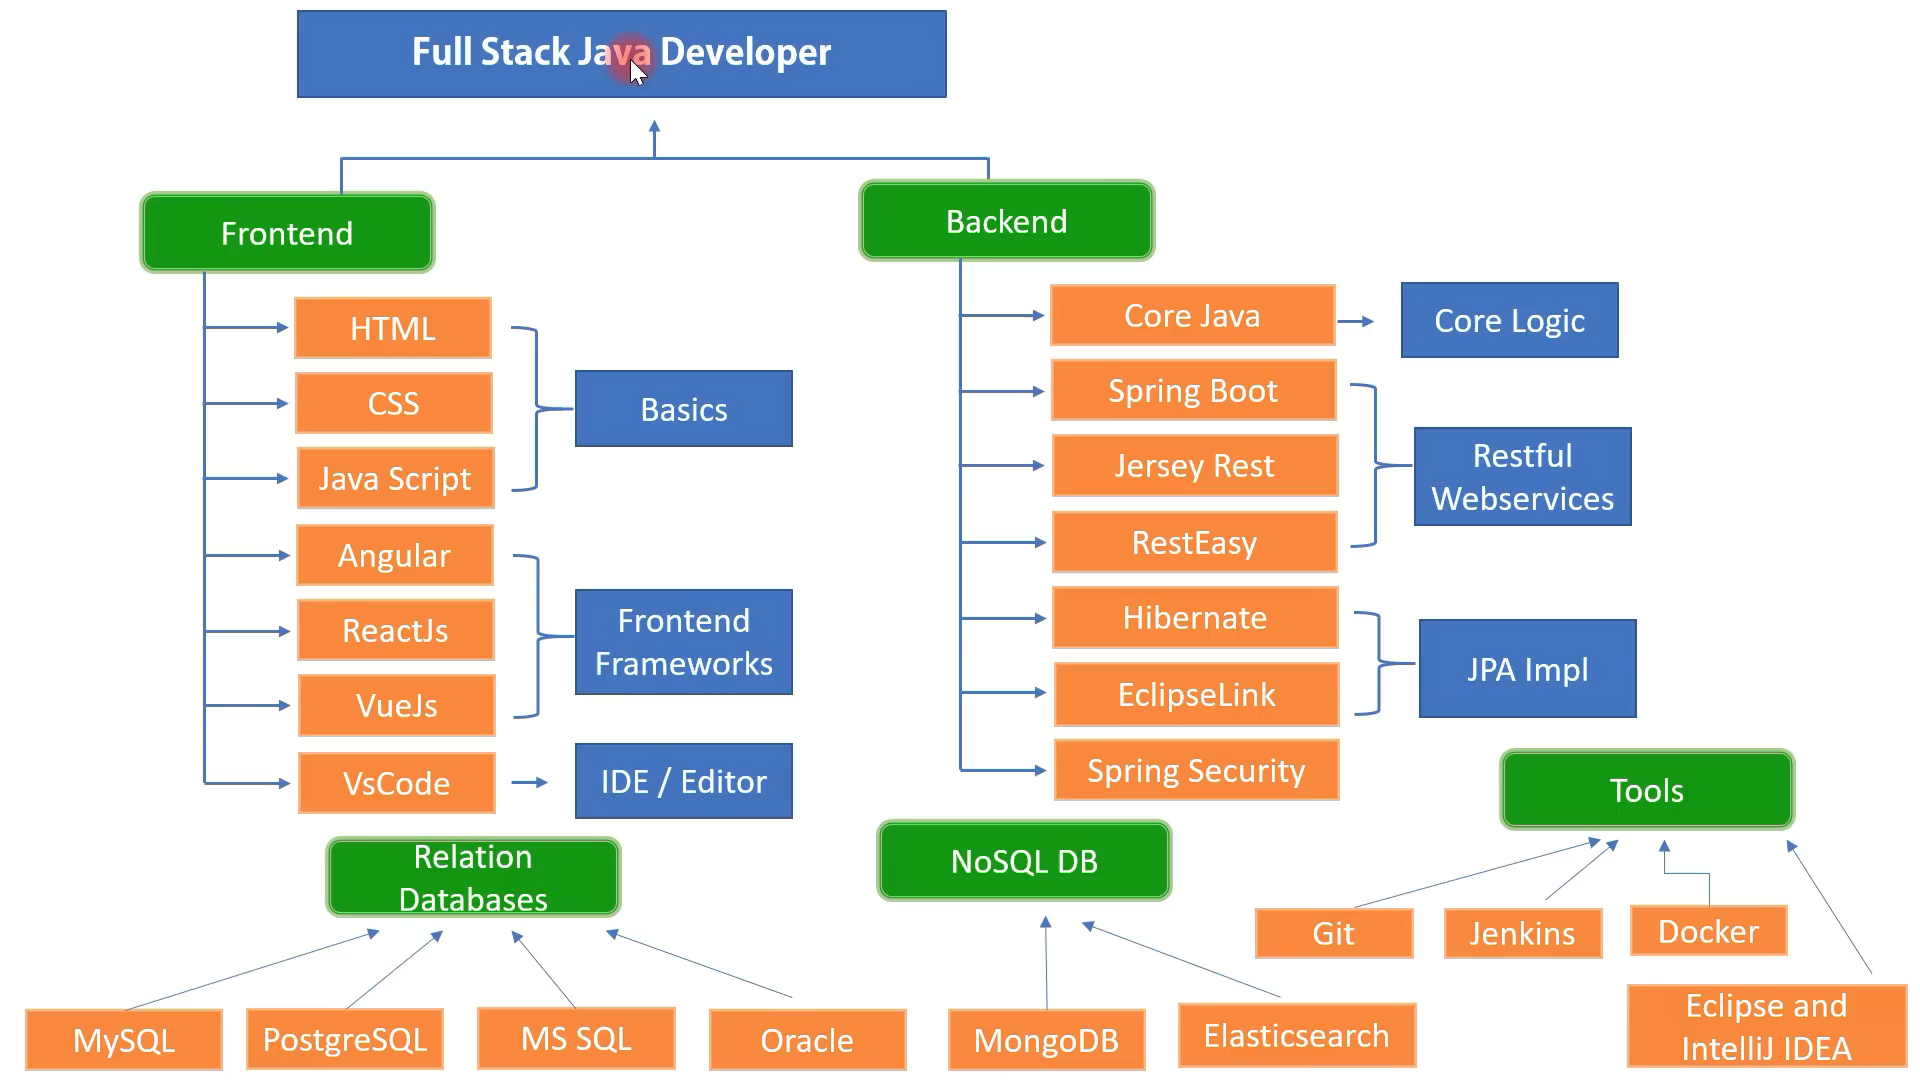 Full Stack Java Developer
Frontend
HTML
CSS
Java Script
Basics
Angular
ReactJs
VueJs
Frontend
Frameworks
VsCode
IDE / Editor
Backend
Core Java
Core Logic
Spring Boot
Jersey Rest
RestEasy
Restful
Webservices
Hibernate
EclipseLink
JPA Impl
Spring Security
Relation
Databases
MySQL
PostgreSQL
MS SQL
Oracle
NoSQL DB
MongoDB
Elasticsearch
Tools
Git
Jenkins
Docker
Eclipse and
IntelliJ IDEA